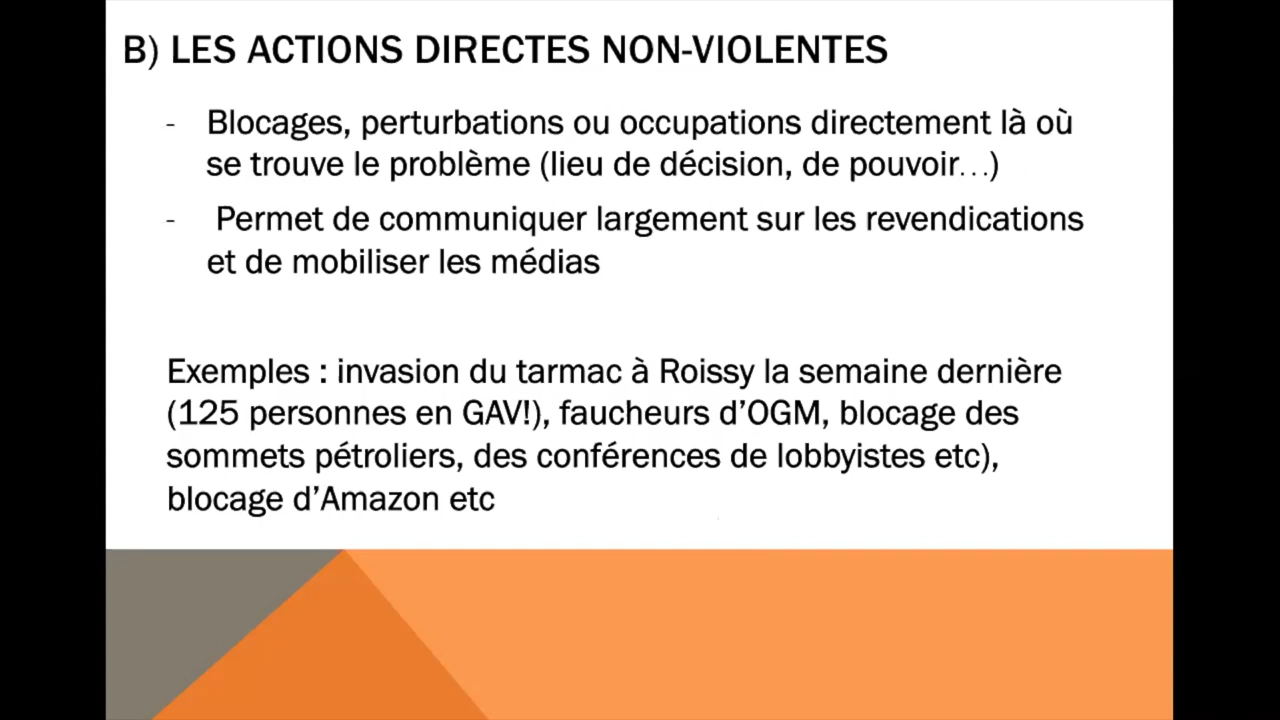 B) LES ACTIONS DIRECTES NON-VIOLENTES
- Blocages, perturbations ou occupations directement là où
se trouve le problème (lieu de décision, de pouvoir…)
- Permet de communiquer largement sur les revendications
et de mobiliser les médias
Exemples : invasion du tarmac à Roissy la semaine dernière
(125 personnes en GAV!), faucheurs d’OGM, blocage des
sommets pétroliers, des conférences de lobbyistes etc),
blocage d’Amazon etc